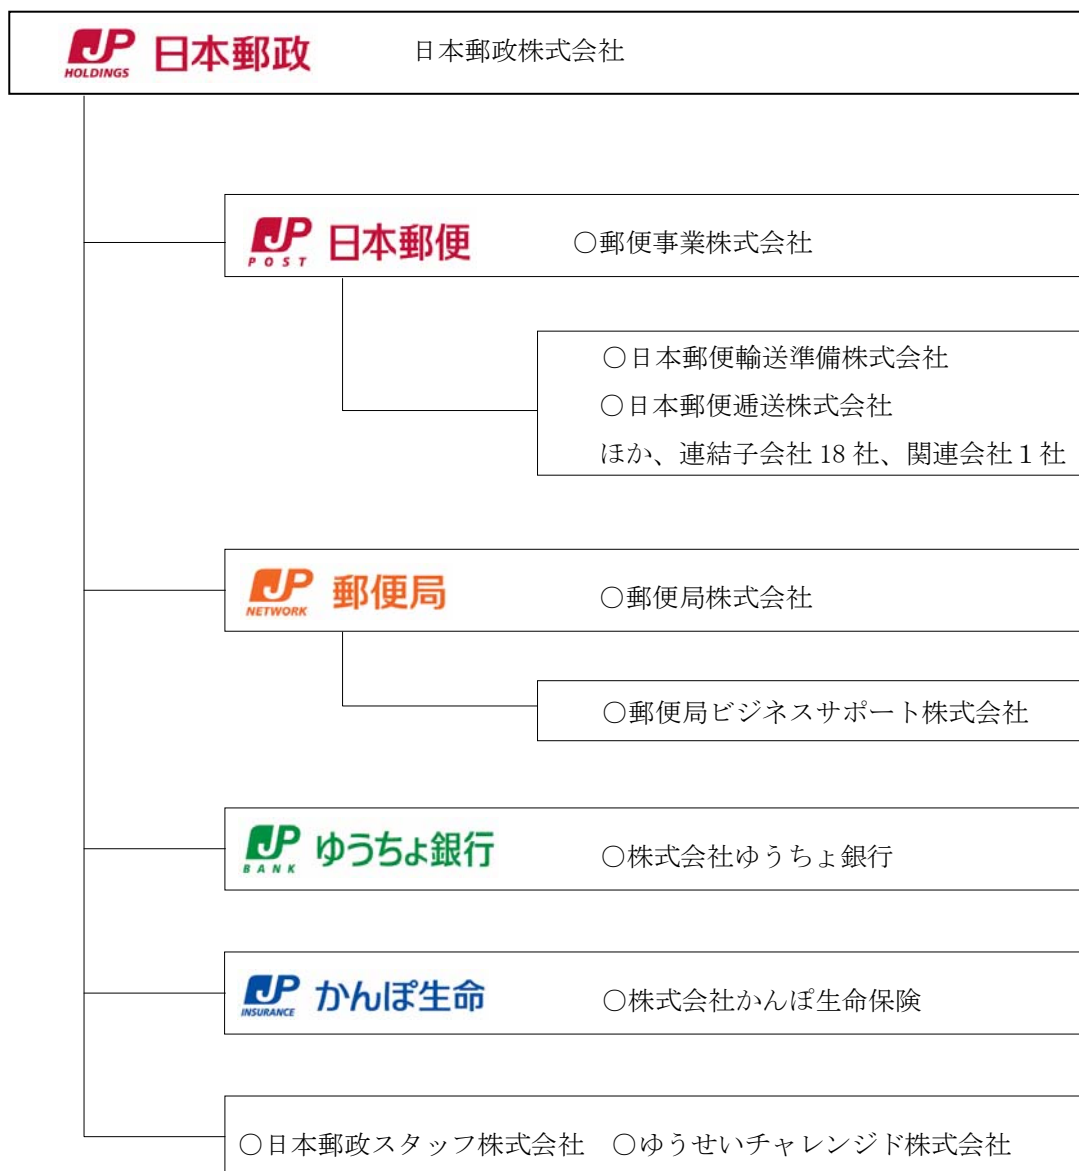 JP HOLDINGS 日本郵政 日本郵政株式会社
JP POST 日本郵便 ○郵便事業株式会社
○日本郵便輸送準備株式会社
○日本郵便逓送株式会社
ほか、連結子会社 18 社、関連会社 1 社
JP NETWORK 郵便局 ○郵便局株式会社
○郵便局ビジネスサポート株式会社
JP BANK ゆうちょ銀行 ○株式会社ゆうちょ銀行
JP INSURANCE かんぽ生命 ○株式会社かんぽ生命保険
○日本郵政スタッフ株式会社 ○ゆうせいチャレンジド株式会社